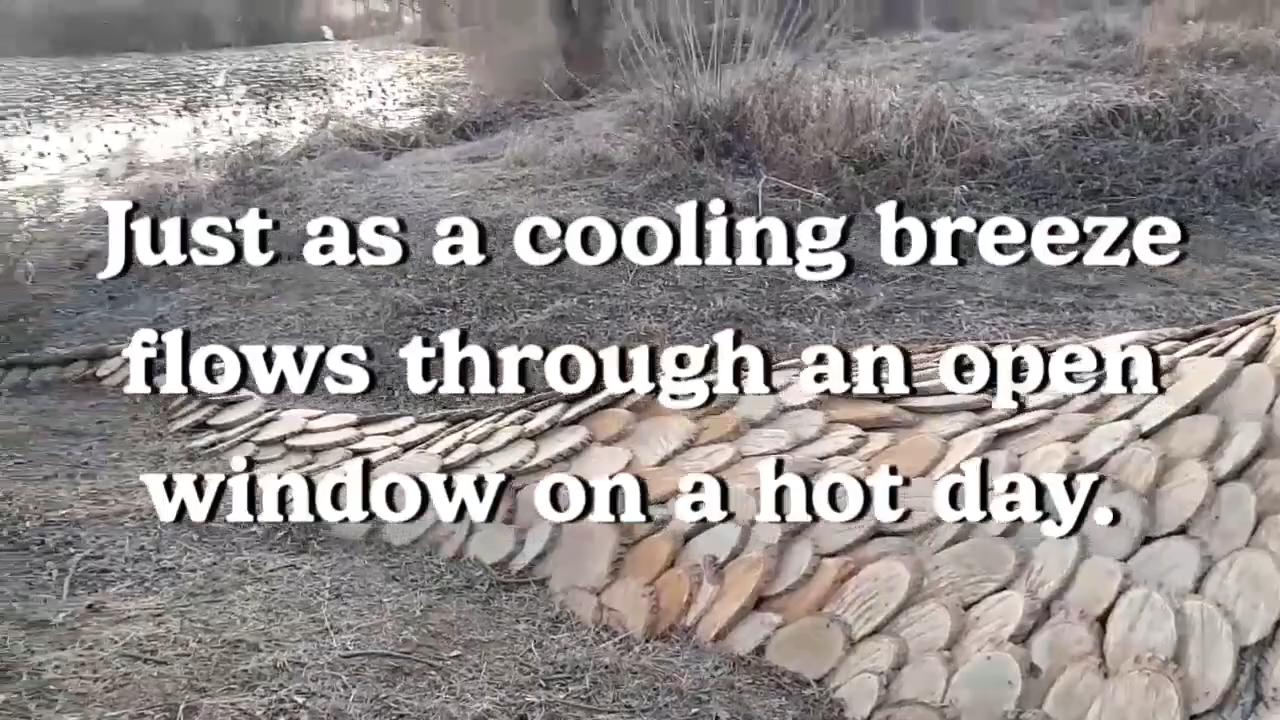 Just as a cooling breeze
flows through an open
window on a hot day.